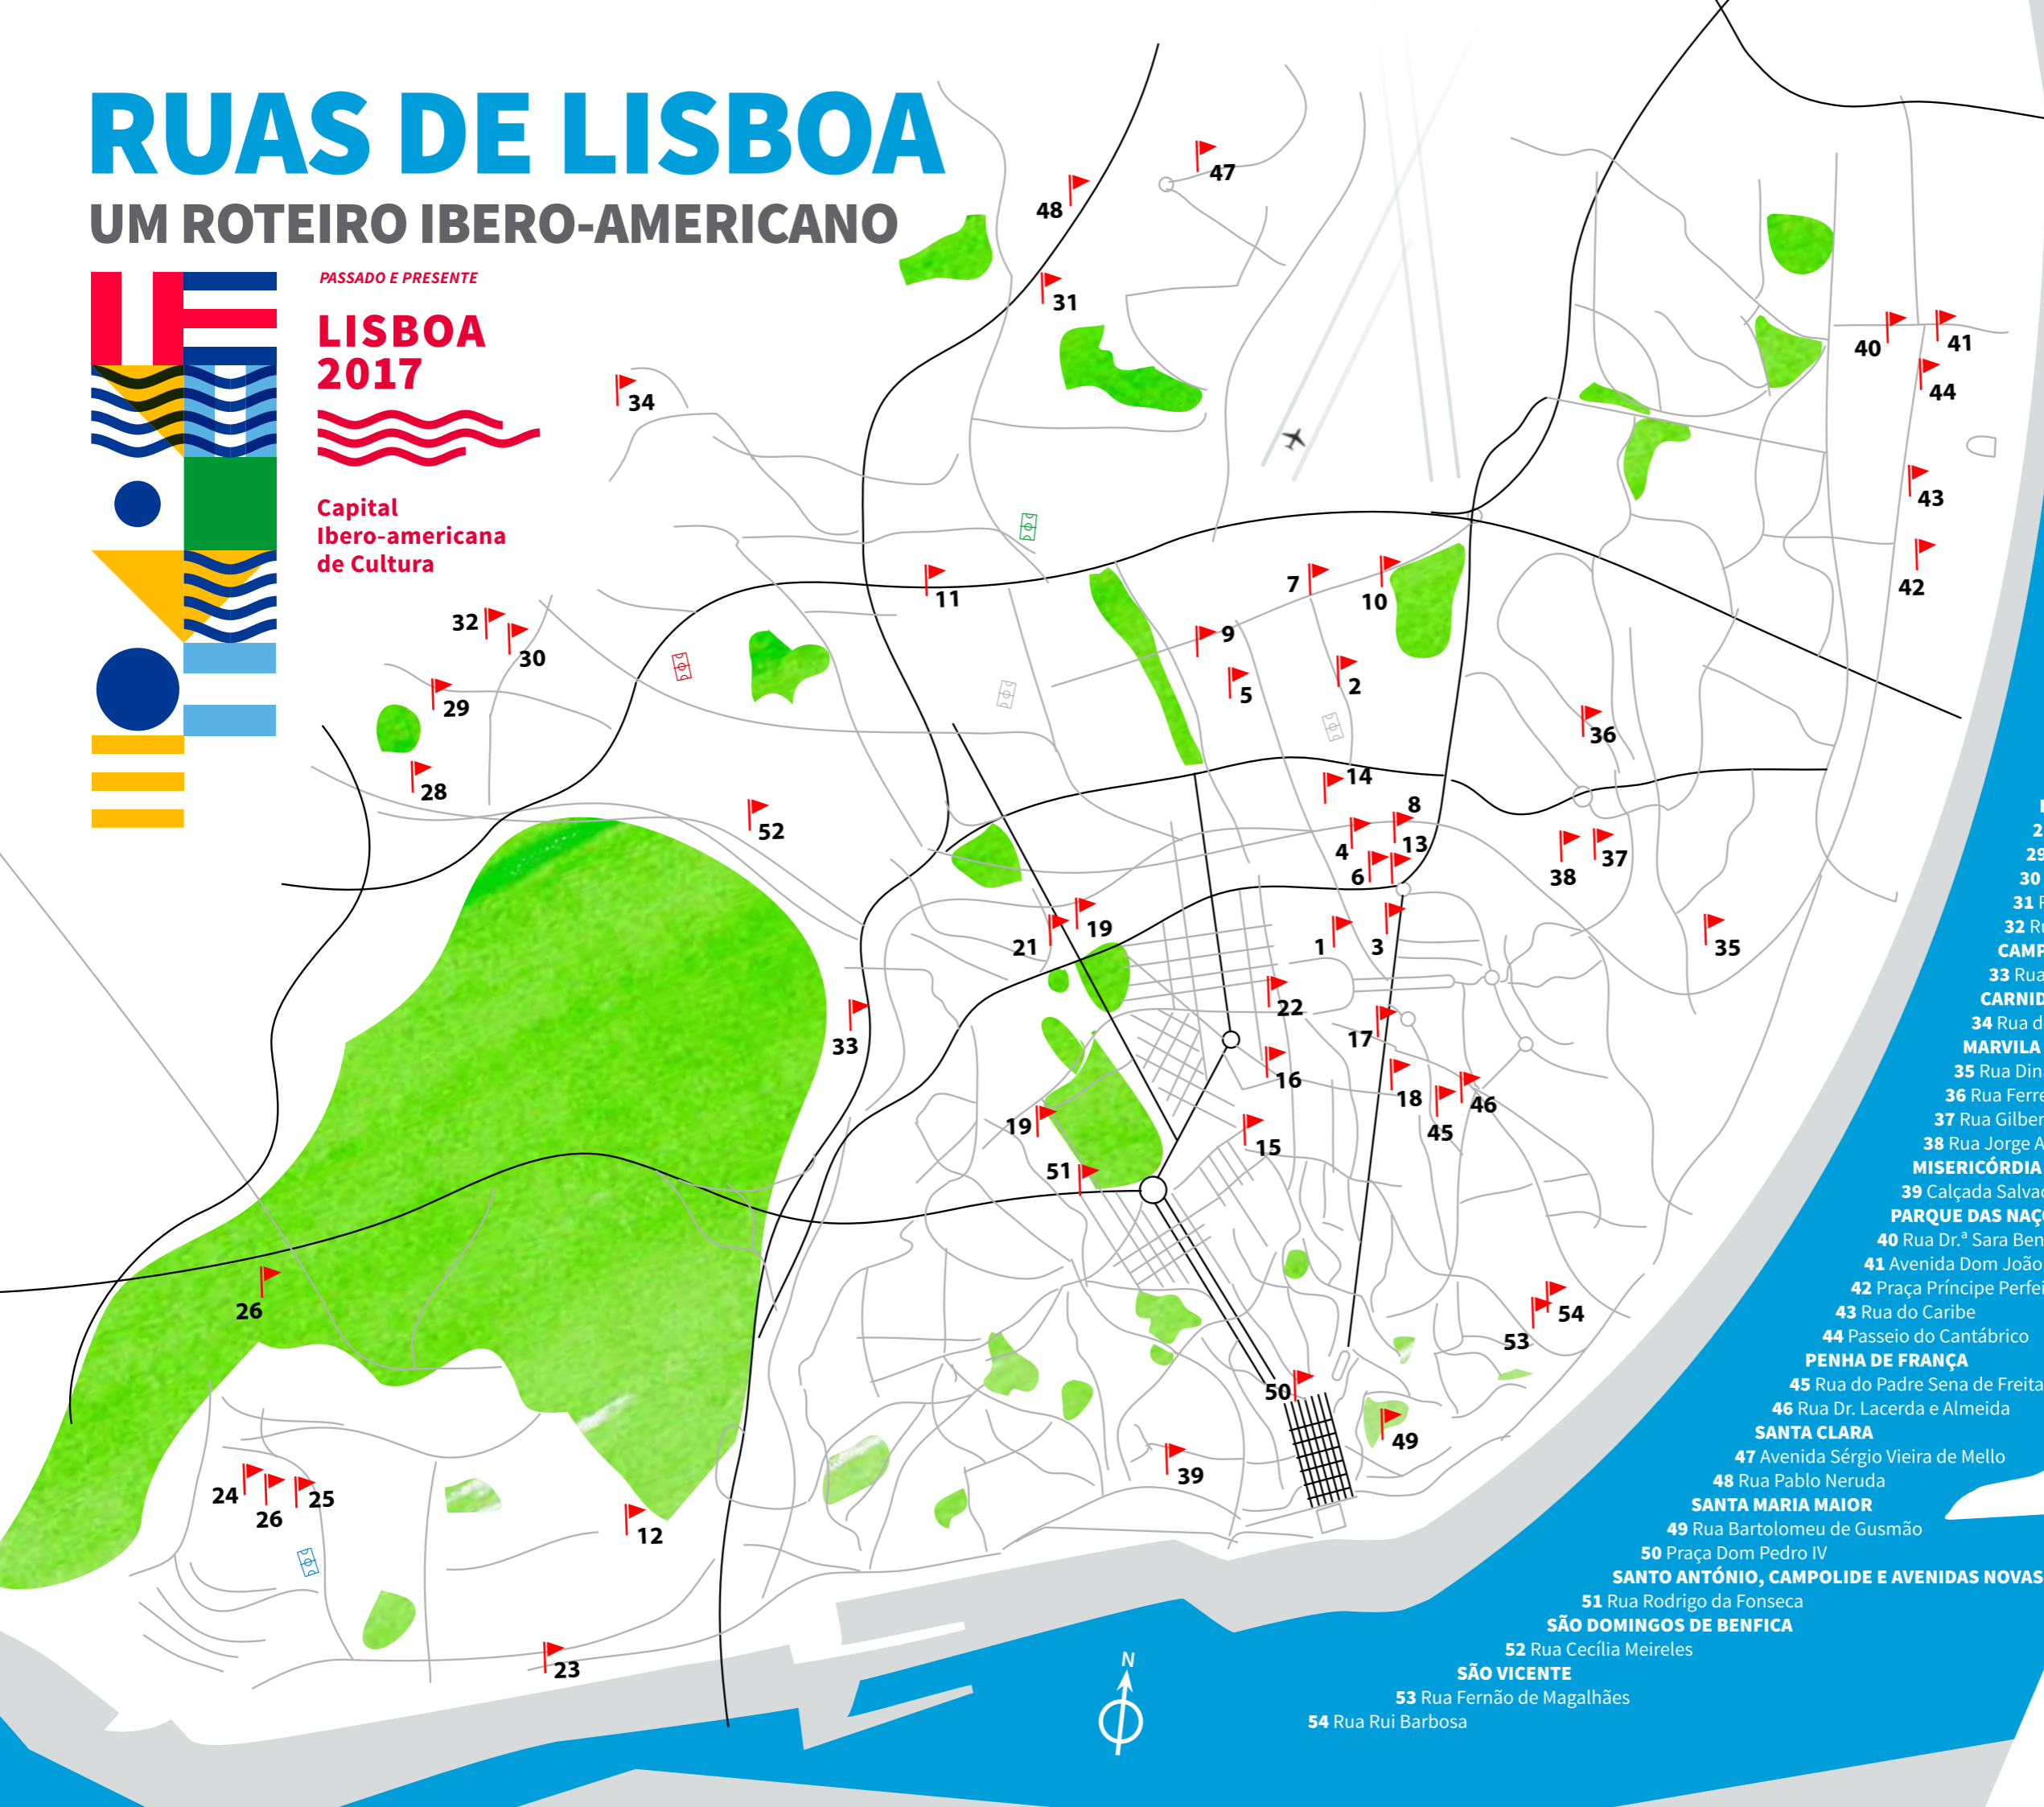 RUAS DE LISBOA
UM ROTEIRO IBERO-AMERICANO
PASSADO E PRESENTE
LISBOA
2017
Capital
Ibero-americana
de Cultura
47
48
31
40
41
34
44
43
7
10
42
11
9
32
30
2
5
29
36
14
28
8
52
4
13
37
6
38
19
21
1
3
35
22
33
17
16
18
46
19
45
15
51
26
54
53
50
49
39
24
25
26
12
23
N
2
29
30
31
32 Ru
CAMP
33 Rua
CARNID
34 Rua d
MARVILA
35 Rua Din
36 Rua Ferre
37 Rua Gilber
38 Rua Jorge A
MISERICÓRDIA
39 Calçada Salva
PARQUE DAS NAÇ
40 Rua Dr.ª Sara Ben
41 Avenida Dom João
42 Praça Príncipe Perfei
43 Rua do Caribe
44 Passeio do Cantábrico
PENHA DE FRANÇA
45 Rua do Padre Sena de Freita
46 Rua Dr. Lacerda e Almeida
SANTA CLARA
47 Avenida Sérgio Vieira de Mello
48 Rua Pablo Neruda
SANTA MARIA MAIOR
49 Rua Bartolomeu de Gusmão
50 Praça Dom Pedro IV
SANTO ANTÓNIO, CAMPOLIDE E AVENIDAS NOVAS
51 Rua Rodrigo da Fonseca
SÃO DOMINGOS DE BENFICA
52 Rua Cecília Meireles
SÃO VICENTE
53 Rua Fernão de Magalhães
54 Rua Rui Barbosa